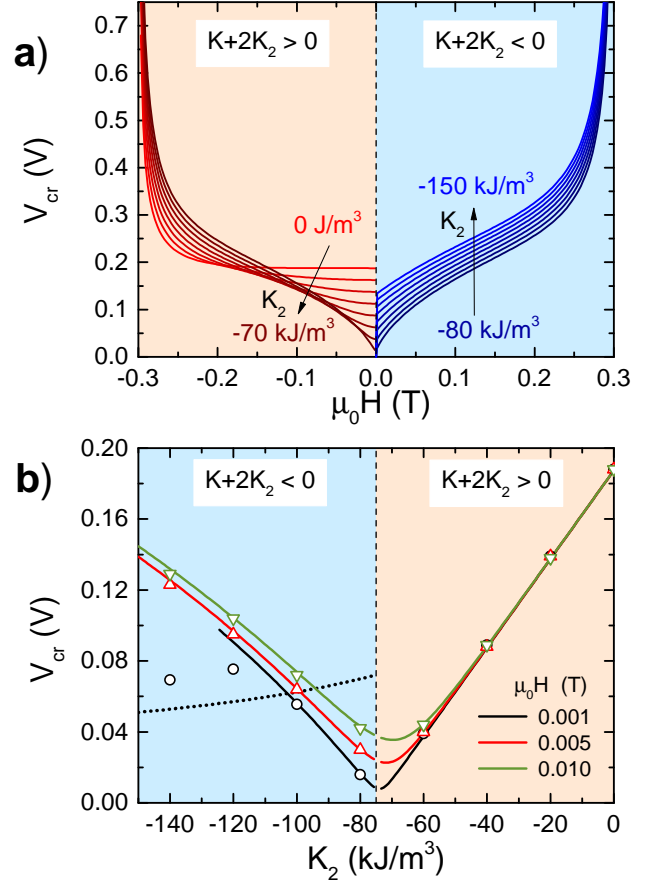 a)
K+2K₂ > 0
K+2K₂ < 0
0.7
0.6
0.5
0.4
0.3
0.2
0.1
0.0
V_cr (V)
0 J/m³
K₂
-70 kJ/m³
-150 kJ/m³
K₂
-80 kJ/m³
-0.3 -0.2 -0.1 0.0 0.1 0.2 0.3
μ₀H (T)
b)
K+2K₂ < 0
K+2K₂ > 0
0.20
0.16
0.12
0.08
0.04
0.00
V_cr (V)
μ₀H (T)
0.001
0.005
0.010
-140 -120 -100 -80 -60 -40 -20 0
K₂ (kJ/m³)